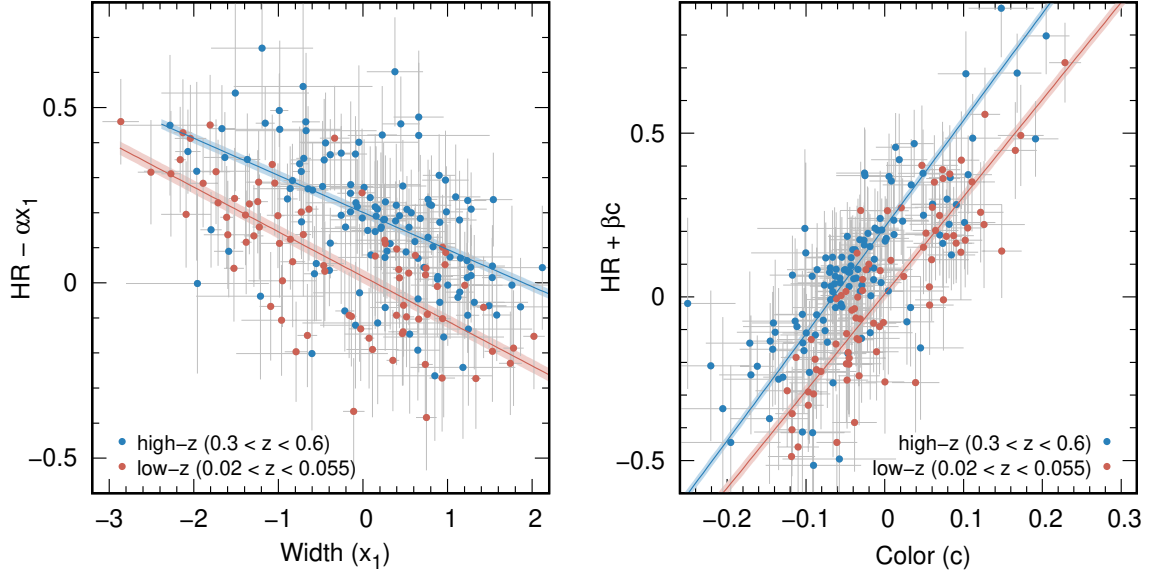 HR − αx₁
0.5
0
−0.5
high−z (0.3 < z < 0.6)
low−z (0.02 < z < 0.055)
−3 −2 −1 0 1 2
Width (x₁)
HR + βc
0.5
0
−0.5
high−z (0.3 < z < 0.6)
low−z (0.02 < z < 0.055)
−0.2 −0.1 0 0.1 0.2 0.3
Color (c)